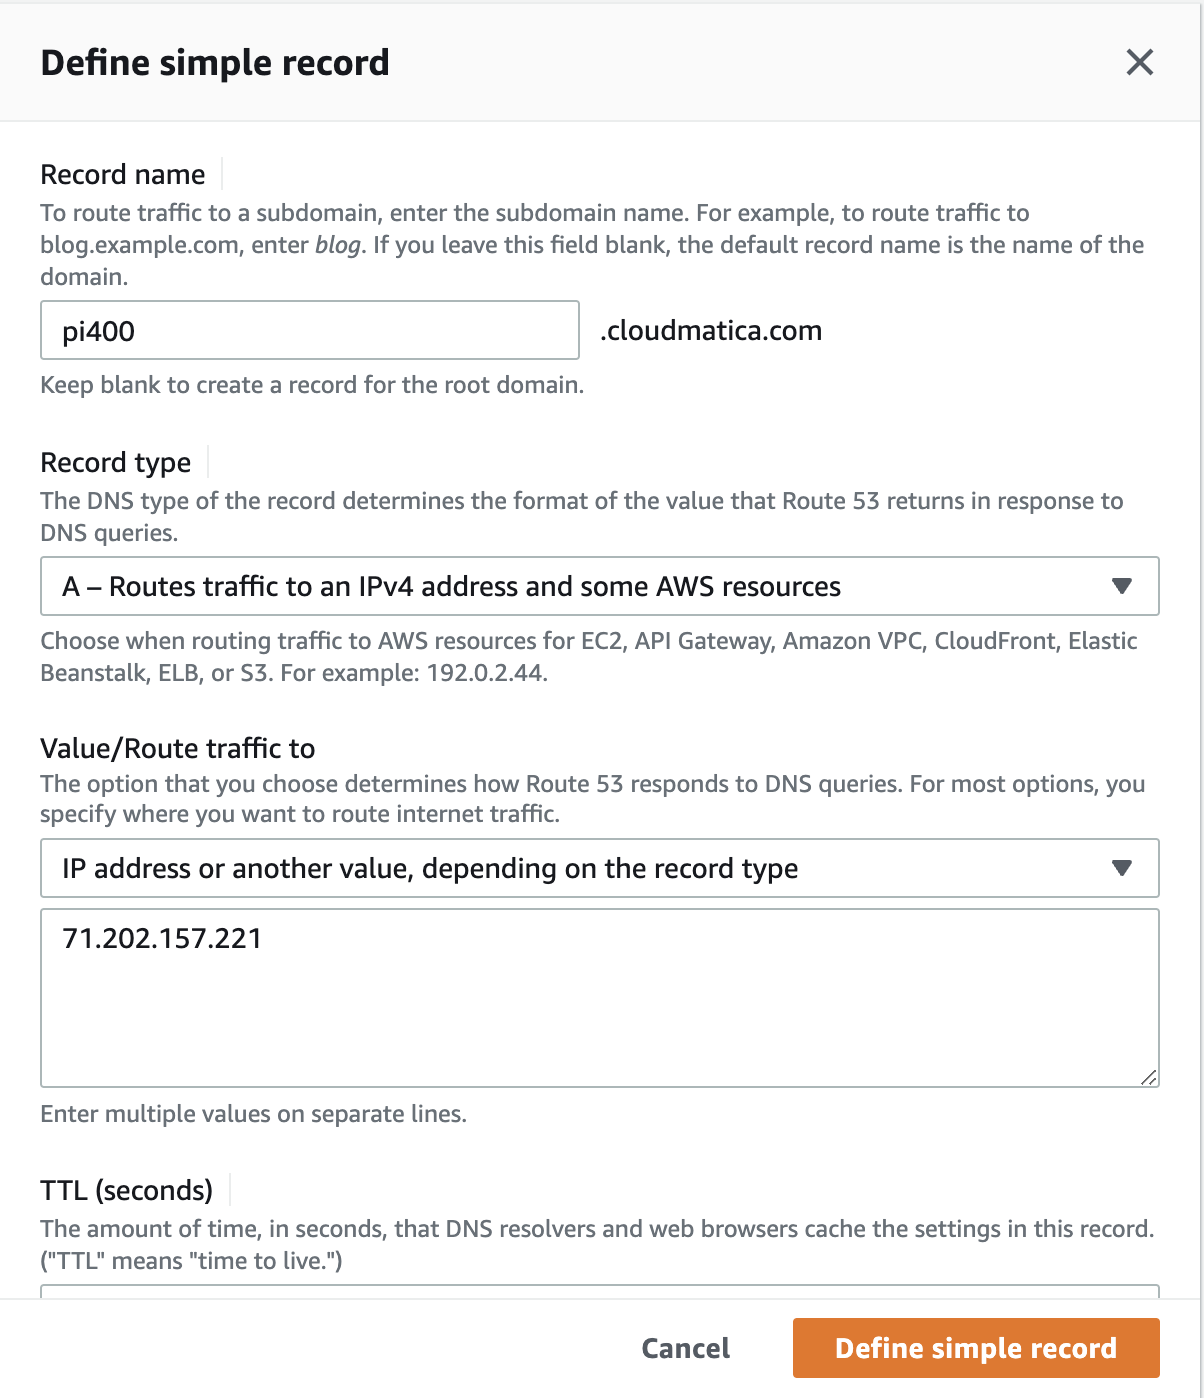 Define simple record
Record name
To route traffic to a subdomain, enter the subdomain name. For example, to route traffic to
blog.example.com, enter blog. If you leave this field blank, the default record name is the name of the
domain.
pi400
.cloudmatica.com
Keep blank to create a record for the root domain.
Record type
The DNS type of the record determines the format of the value that Route 53 returns in response to
DNS queries.
A – Routes traffic to an IPv4 address and some AWS resources
Choose when routing traffic to AWS resources for EC2, API Gateway, Amazon VPC, CloudFront, Elastic
Beanstalk, ELB, or S3. For example: 192.0.2.44.
Value/Route traffic to
The option that you choose determines how Route 53 responds to DNS queries. For most options, you
specify where you want to route internet traffic.
IP address or another value, depending on the record type
71.202.157.221
Enter multiple values on separate lines.
TTL (seconds)
The amount of time, in seconds, that DNS resolvers and web browsers cache the settings in this record.
("TTL" means "time to live.")
Cancel
Define simple record